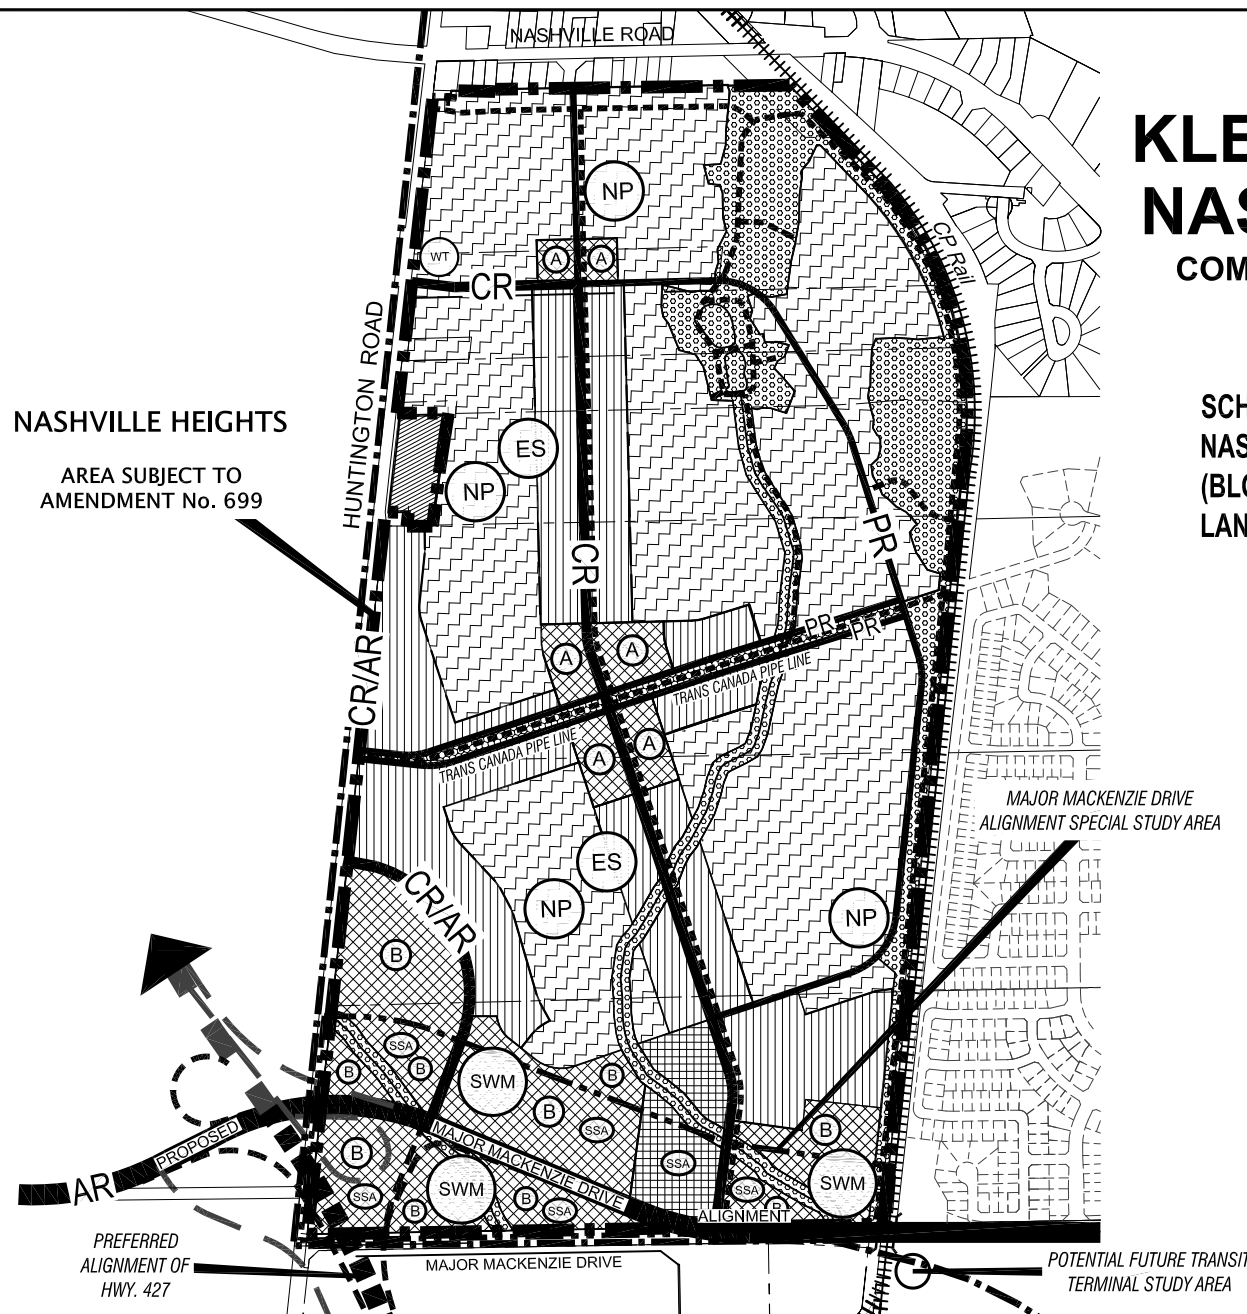 NASHVILLE ROAD
KLE
NAS
COM
NP
WT
A
A
CR
CP Rail
HUNTINGTON ROAD
SCH
NAS
(BLO
LAN
NASHVILLE HEIGHTS
AREA SUBJECT TO
AMENDMENT No. 699
ES
NP
CR
PR
PR
PR
A
A
TRANS CANADA PIPE LINE
CR/AR
TRANS CANADA PIPE LINE
A
A
MAJOR MACKENZIE DRIVE
ALIGNMENT SPECIAL STUDY AREA
ES
NP
NP
CR/AR
B
SSA
B
B
SWM
B
B
SSA
B
PROPOSED
MAJOR MACKENZIE DRIVE
B
SSA
AR
SSA
B
SWM
B
SSA
SSA
B
SWM
ALIGNMENT
PREFERRED
ALIGNMENT OF
HWY. 427
MAJOR MACKENZIE DRIVE
POTENTIAL FUTURE TRANSIT
TERMINAL STUDY AREA